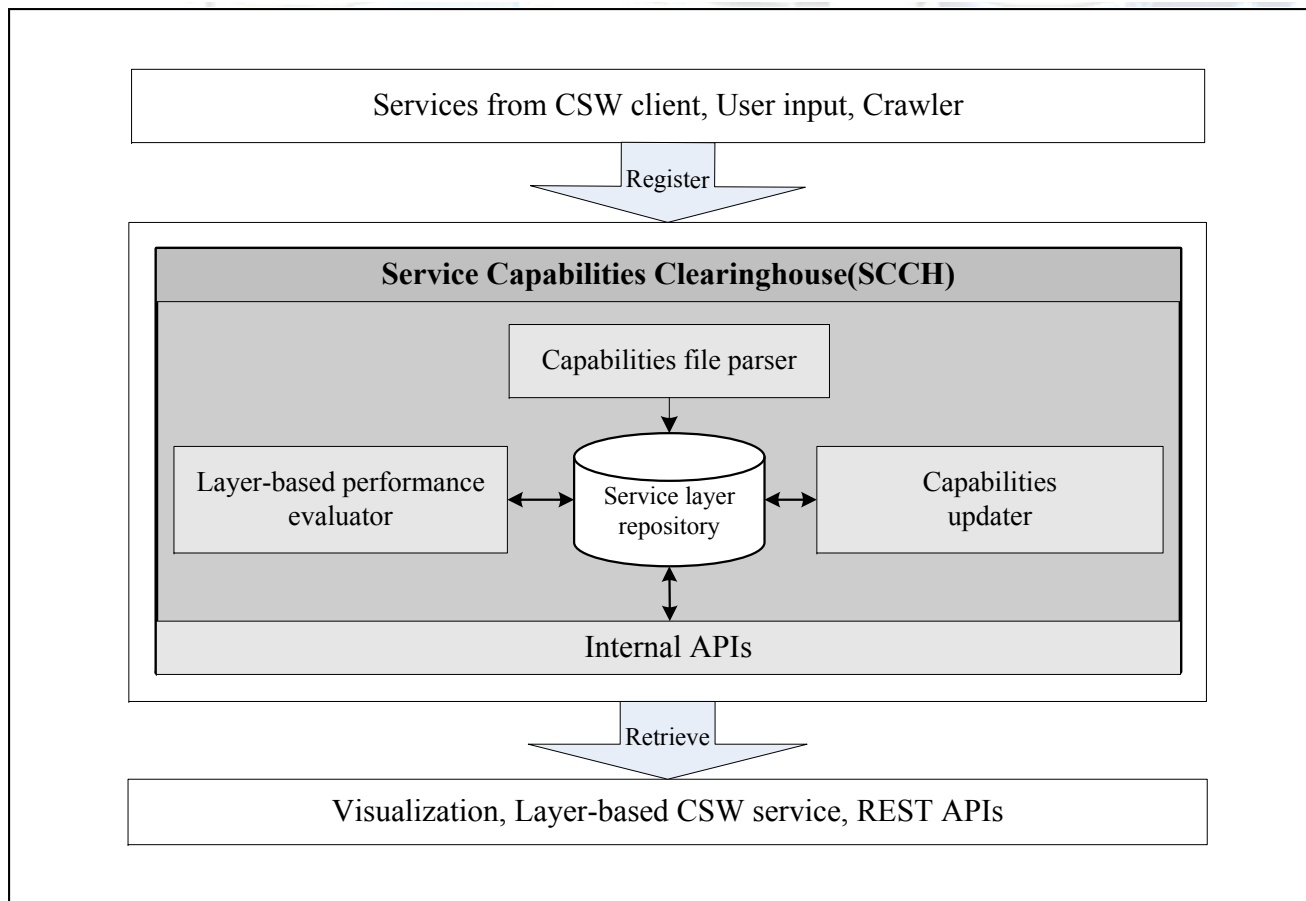 Services from CSW client, User input, Crawler
Register
Service Capabilities Clearinghouse(SCCH)
Capabilities file parser
Layer-based performance
evaluator
Service layer
repository
Capabilities
updater
Internal APIs
Retrieve
Visualization, Layer-based CSW service, REST APIs